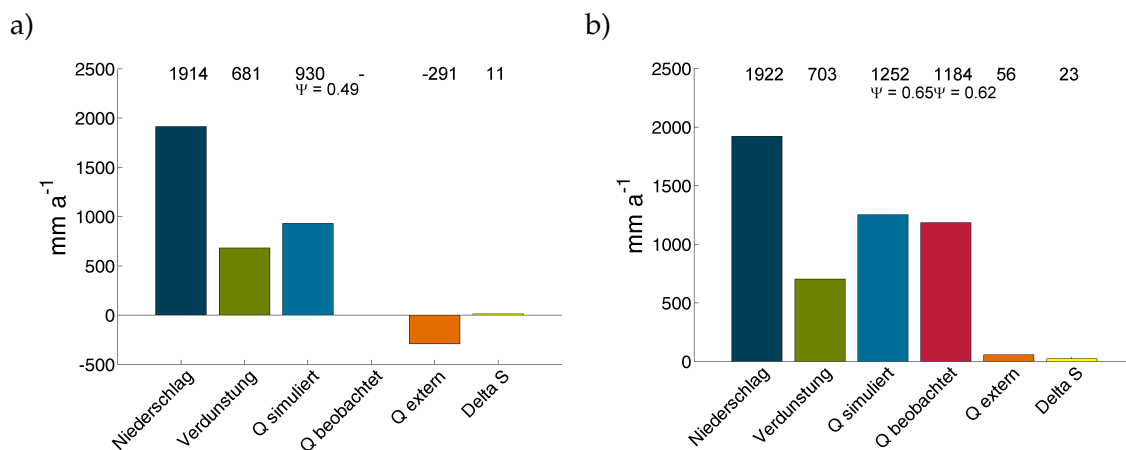 a)
1914 681 930 - -291 11
Ψ = 0.49
2500
2000
1500
1000
500
0
-500
mm a-1
Niederschlag
Verdunstung
Q simuliert
Q beobachtet
Q extern
Delta S
b)
1922 703 1252 1184 56 23
Ψ = 0.65 Ψ = 0.62
2500
2000
1500
1000
500
0
mm a-1
Niederschlag
Verdunstung
Q simuliert
Q beobachtet
Q extern
Delta S